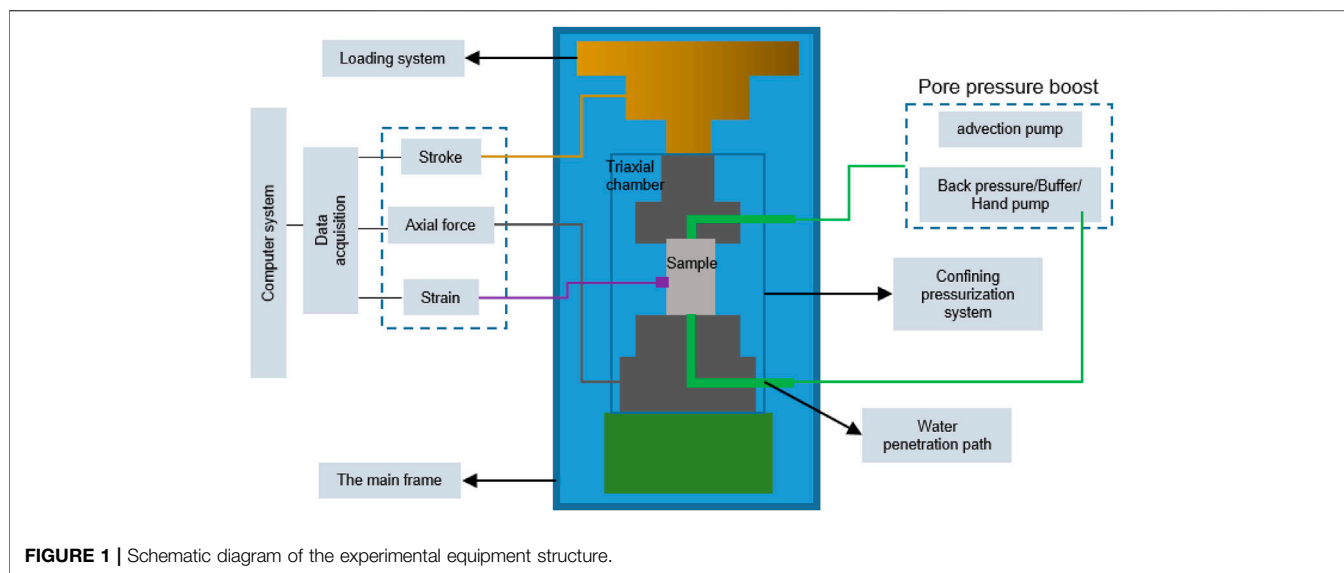 Loading system
Pore pressure boost
advection pump
Back pressure/Buffer/
Hand pump
Computer system
Data
acquisition
Stroke
Axial force
Strain
Triaxial
chamber
Sample
Confining
pressurization
system
Water
penetration path
The main frame
FIGURE 1 | Schematic diagram of the experimental equipment structure.